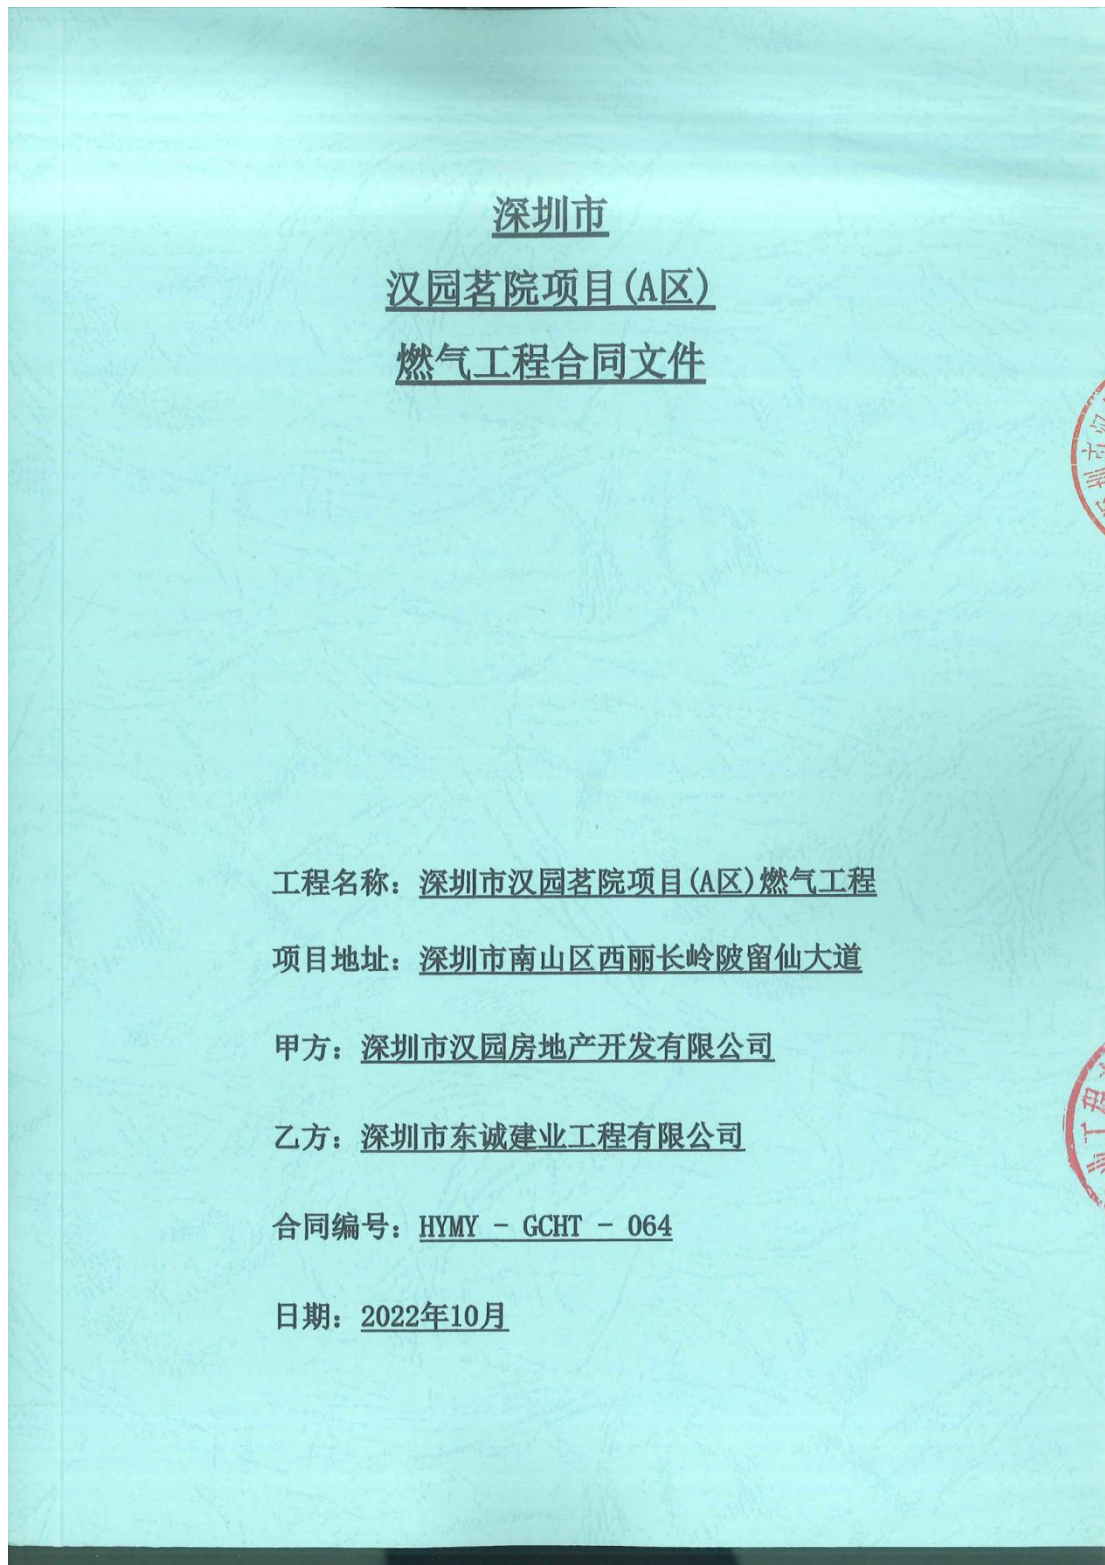 深圳市
汉园茗院项目(A区)
燃气工程合同文件
工程名称：深圳市汉园茗院项目(A区)燃气工程
项目地址：深圳市南山区西丽长岭陂留仙大道
甲方：深圳市汉园房地产开发有限公司
乙方：深圳市东诚建业工程有限公司
合同编号：HYMY - GCHT - 064
日期：2022年10月